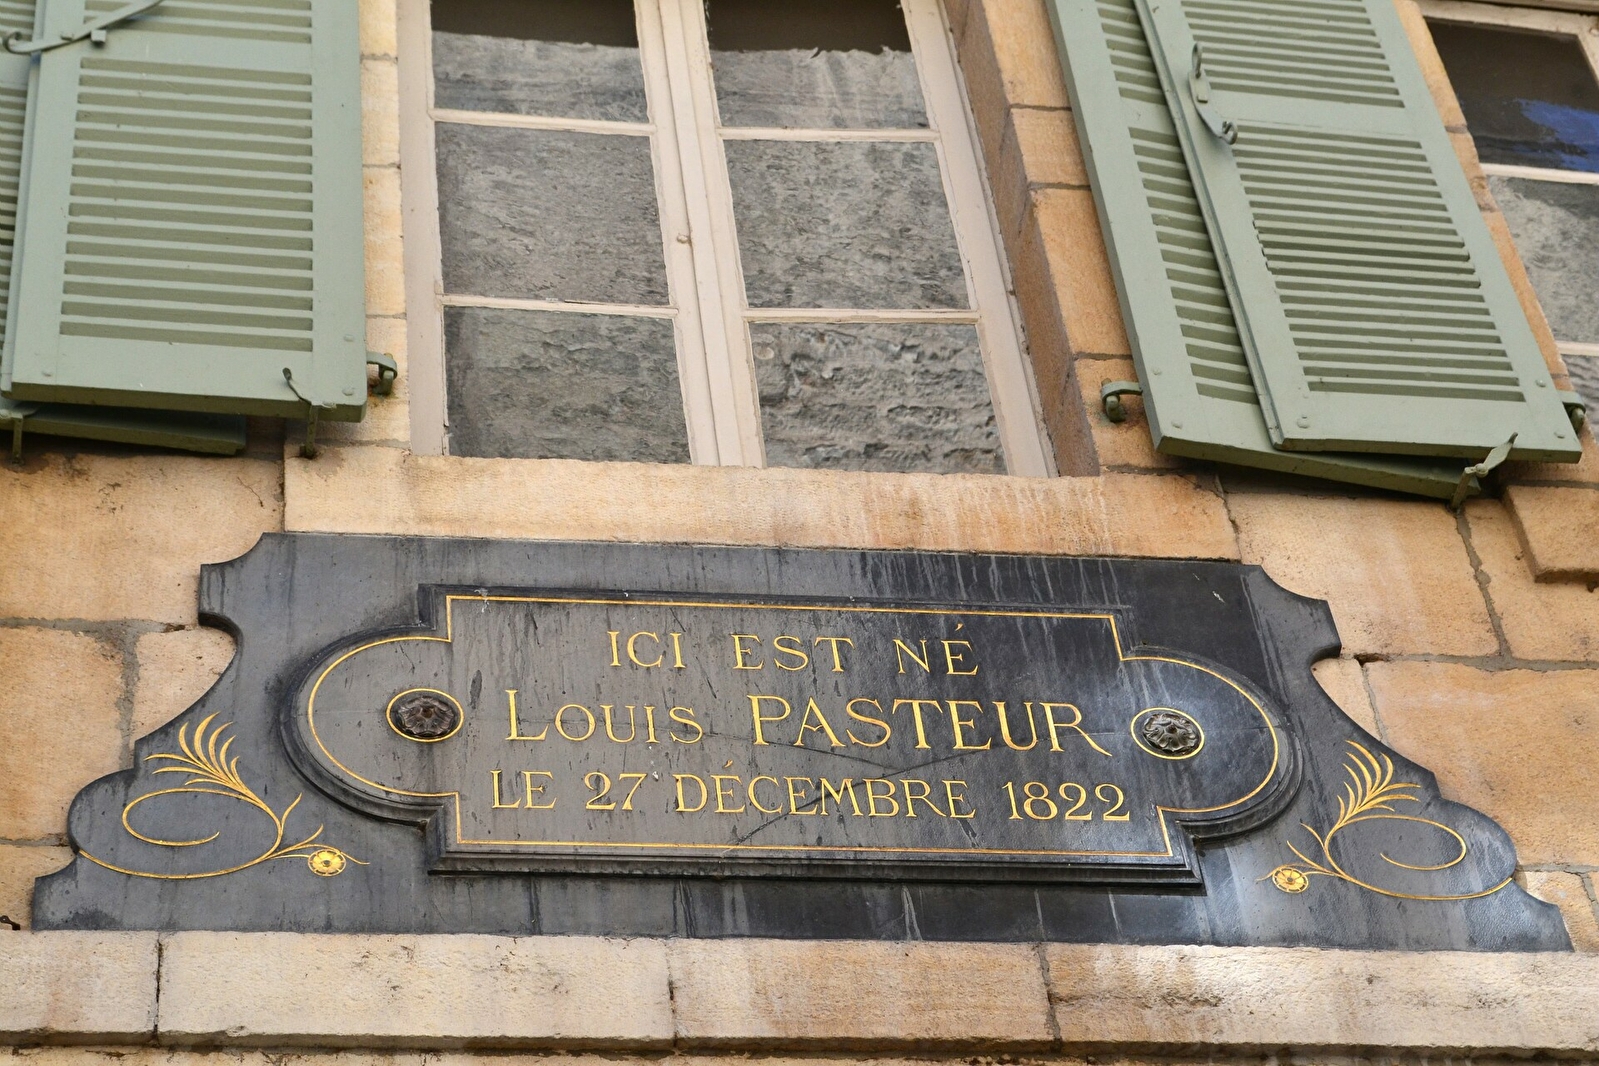 ICI EST NÉ
LOUIS PASTEUR
LE 27 DÉCEMBRE 1822